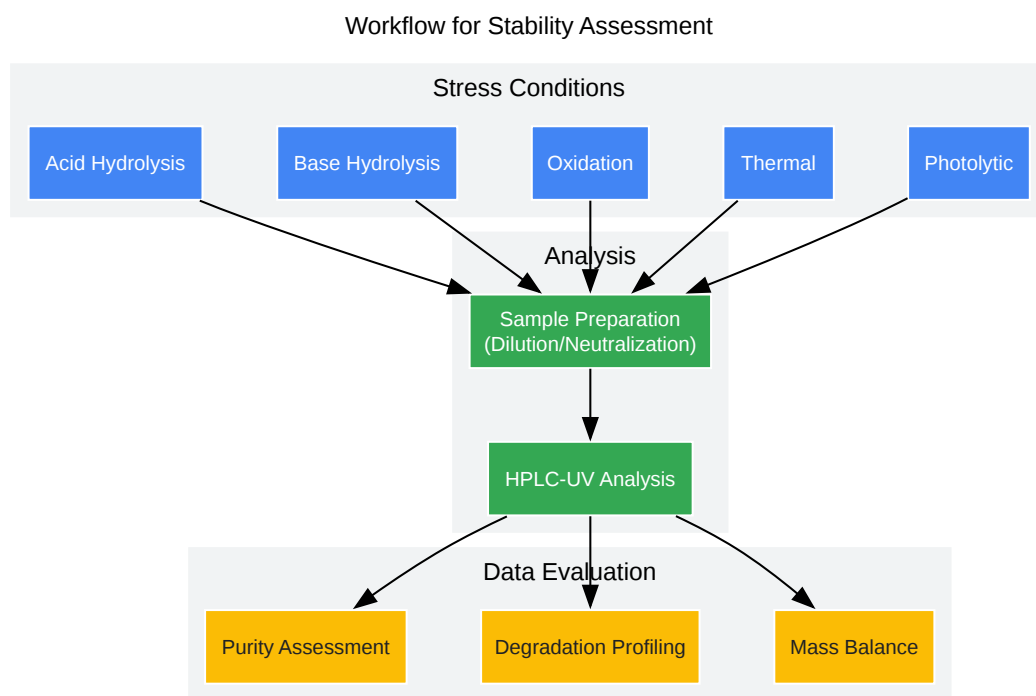 Workflow for Stability Assessment
Stress Conditions
Acid Hydrolysis
Base Hydrolysis
Oxidation
Thermal
Photolytic
Analysis
Sample Preparation
(Dilution/Neutralization)
HPLC-UV Analysis
Data Evaluation
Purity Assessment
Degradation Profiling
Mass Balance